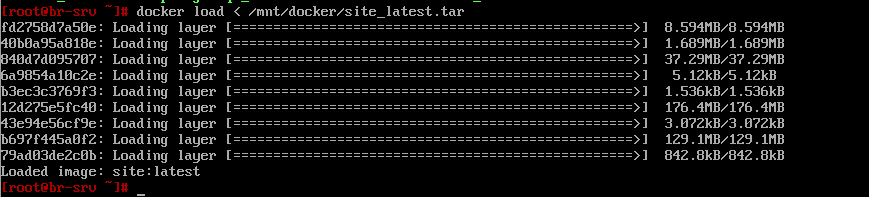 [root@br-srv ~]# docker load < /mnt/docker/site_latest.tar
fd2758d7a50e: Loading layer [==================================================>]  8.594MB/8.594MB
40b0a95a818e: Loading layer [==================================================>]  1.689MB/1.689MB
840d7d095707: Loading layer [==================================================>]  37.29MB/37.29MB
6a9854a10c2e: Loading layer [==================================================>]   5.12kB/5.12kB
b3ec3c3769f3: Loading layer [==================================================>]  1.536kB/1.536kB
12d275e5fc40: Loading layer [==================================================>]  176.4MB/176.4MB
43e94e56cf9e: Loading layer [==================================================>]  3.072kB/3.072kB
b697f445a0f2: Loading layer [==================================================>]  129.1MB/129.1MB
79ad03de2c0b: Loading layer [==================================================>]  842.8kB/842.8kB
Loaded image: site:latest
[root@br-srv ~]# _